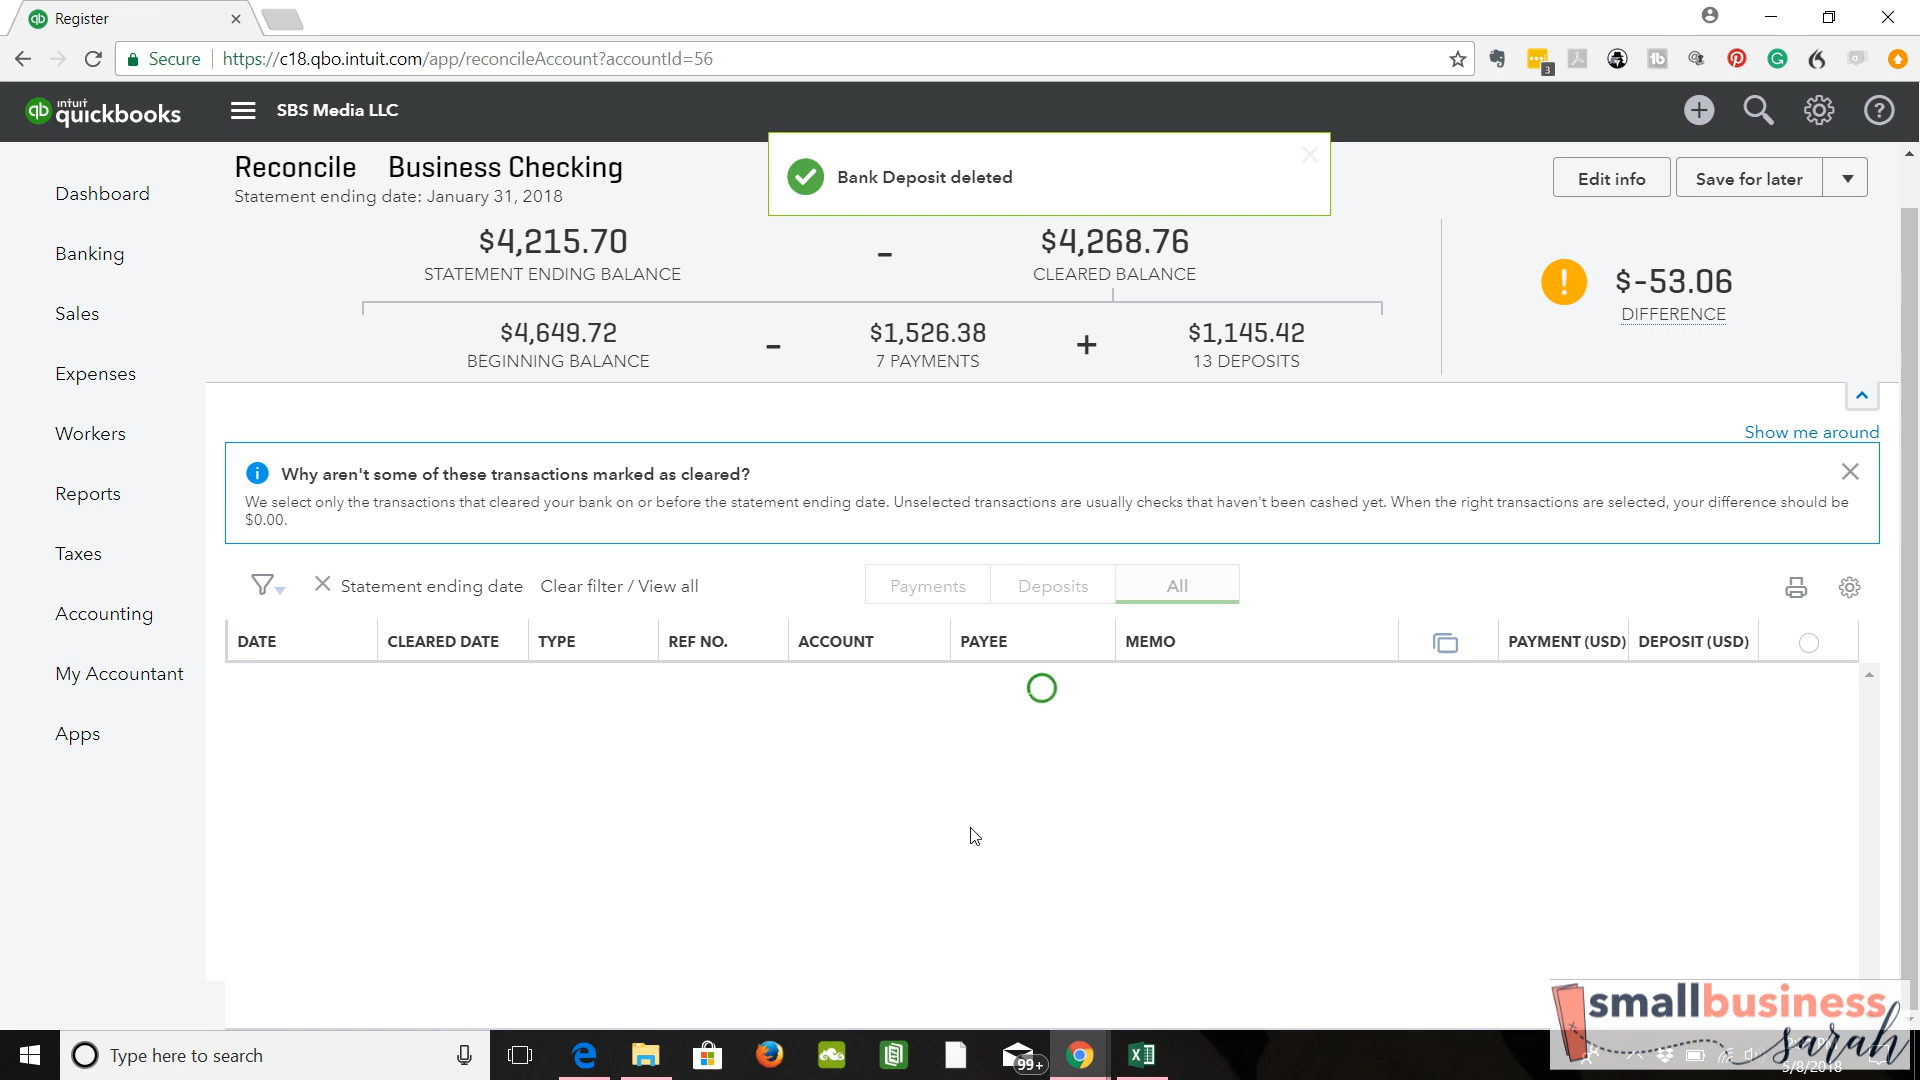 Register
Secure https://c18.qbo.intuit.com/app/reconcileAccount?accountId=56
3
intuit
quickbooks
SBS Media LLC
Dashboard
Banking
Sales
Expenses
Workers
Reports
Taxes
Accounting
My Accountant
Apps
Reconcile Business Checking
Statement ending date: January 31, 2018
Bank Deposit deleted
Edit info
Save for later
$4,215.70
STATEMENT ENDING BALANCE
-
$4,268.76
CLEARED BALANCE
$-53.06
DIFFERENCE
$4,649.72
BEGINNING BALANCE
-
$1,526.38
7 PAYMENTS
+
$1,145.42
13 DEPOSITS
Show me around
Why aren't some of these transactions marked as cleared?
We select only the transactions that cleared your bank on or before the statement ending date. Unselected transactions are usually checks that haven't been cashed yet. When the right transactions are selected, your difference should be
$0.00.
Statement ending date Clear filter / View all
Payments Deposits All
DATE CLEARED DATE TYPE REF NO. ACCOUNT PAYEE MEMO PAYMENT (USD) DEPOSIT (USD)
smallbusiness
sarah
Type here to search
99+
5/8/2018